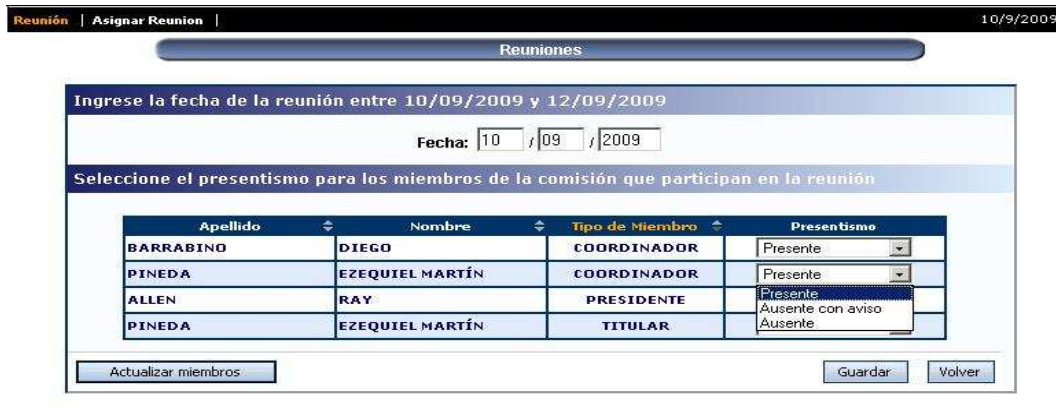 Reunión | Asignar Reunion | 10/9/2009
Reuniones
Ingrese la fecha de la reunión entre 10/09/2009 y 12/09/2009
Fecha: 10 / 09 / 2009
Seleccione el presentismo para los miembros de la comisión que participan en la reunión
Apellido Nombre Tipo de Miembro Presentismo
BARRABINO DIEGO COORDINADOR Presente
PINEDA EZEQUIEL MARTÍN COORDINADOR Presente
ALLEN RAY PRESIDENTE Presente
Ausente con aviso
PINEDA EZEQUIEL MARTÍN TITULAR Ausente
Actualizar miembros Guardar Volver